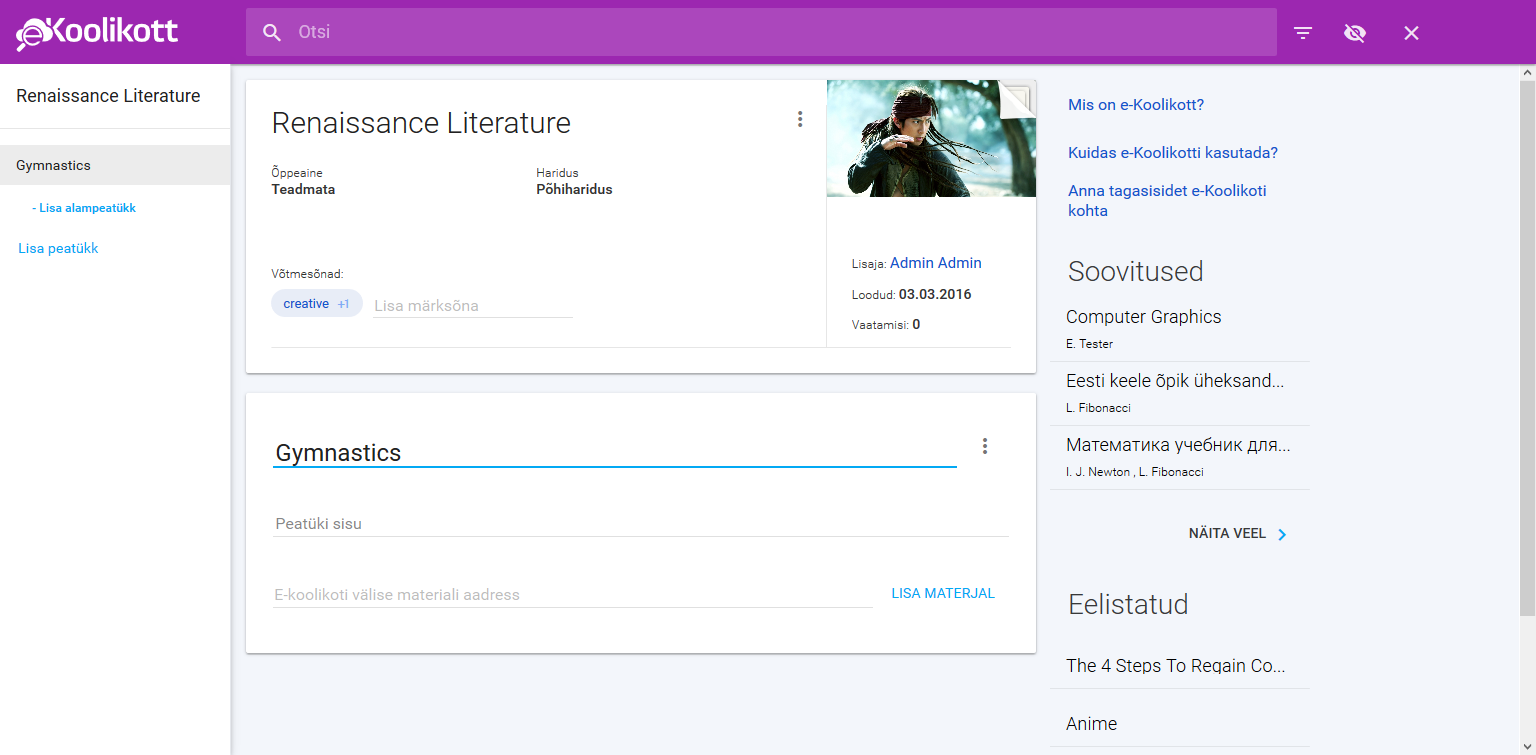 eKoolikott
Otsi
Renaissance Literature
Gymnastics
- Lisa alampeatükk
Lisa peatükk
Renaissance Literature
Õppeaine
Teadmata
Haridus
Põhiharidus
Võtmesõnad:
creative +1
Lisa märksõna
Lisaja: Admin Admin
Loodud: 03.03.2016
Vaatamisi: 0
Gymnastics
Peatüki sisu
E-koolikoti välise materiali aadress
LISA MATERJAL
Mis on e-Koolikott?
Kuidas e-Koolikotti kasutada?
Anna tagasisidet e-Koolikoti
kohta
Soovitused
Computer Graphics
E. Tester
Eesti keele õpik üheksand...
L. Fibonacci
Математика учебник для...
I. J. Newton , L. Fibonacci
NÄITA VEEL
Eelistatud
The 4 Steps To Regain Co...
Anime